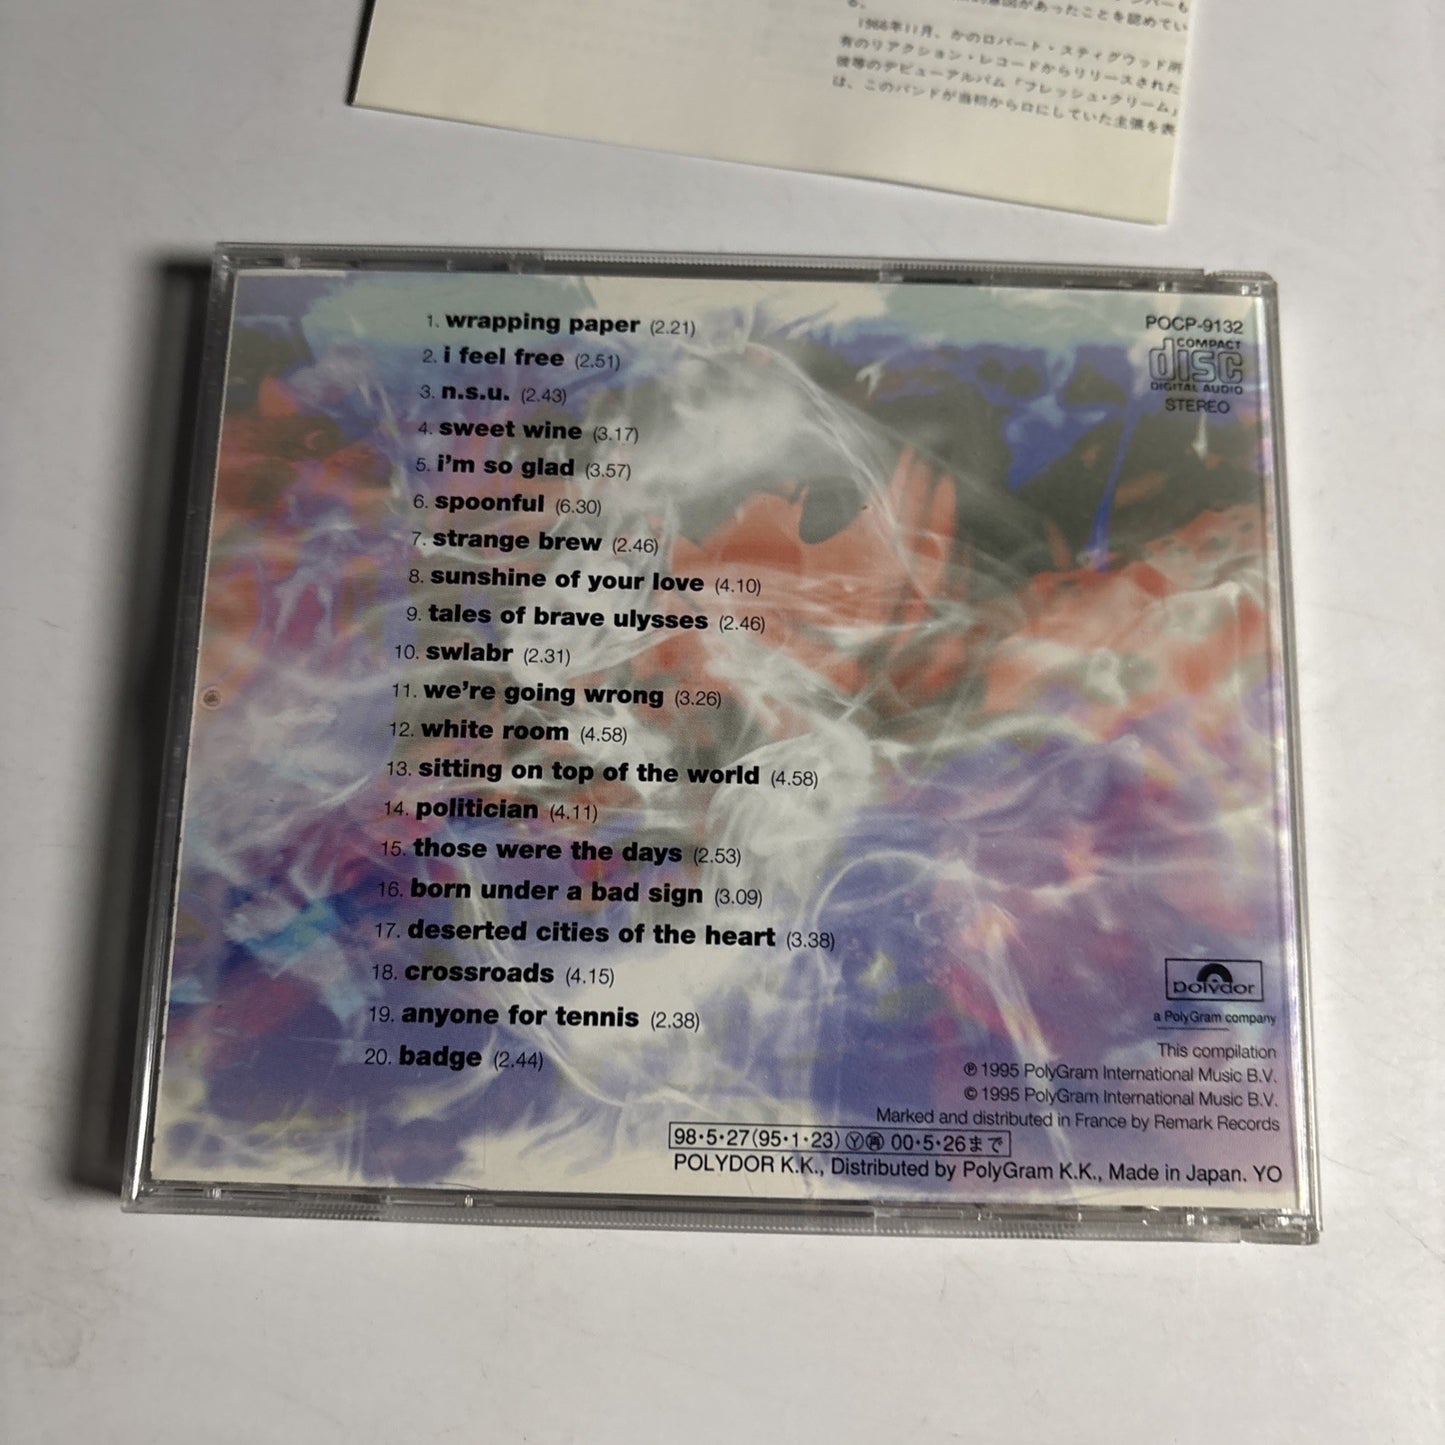 る。
1966年11月、かのロバート・スティグウッド所
有のリアクション・レコードからリリースされた
彼等のデビューアルバム『フレッシュ・クリーム』
は、このバンドが当初から口にしていた主張を表
1. wrapping paper (2.21)
2. i feel free (2.51)
3. n.s.u. (2.43)
4. sweet wine (3.17)
5. i'm so glad (3.57)
6. spoonful (6.30)
7. strange brew (2.46)
8. sunshine of your love (4.10)
9. tales of brave ulysses (2.46)
10. swlabr (2.31)
11. we're going wrong (3.26)
12. white room (4.58)
13. sitting on top of the world (4.58)
14. politician (4.11)
15. those were the days (2.53)
16. born under a bad sign (3.09)
17. deserted cities of the heart (3.38)
18. crossroads (4.15)
19. anyone for tennis (2.38)
20. badge (2.44)
POCP-9132
COMPACT
disc
DIGITAL AUDIO
STEREO
polydor
a PolyGram company
This compilation
℗ 1995 PolyGram International Music B.V.
© 1995 PolyGram International Music B.V.
Marked and distributed in France by Remark Records
98・5・27(95・1・23) Ⓨ㊞ 00・5・26まで
POLYDOR K.K., Distributed by PolyGram K.K., Made in Japan. YO